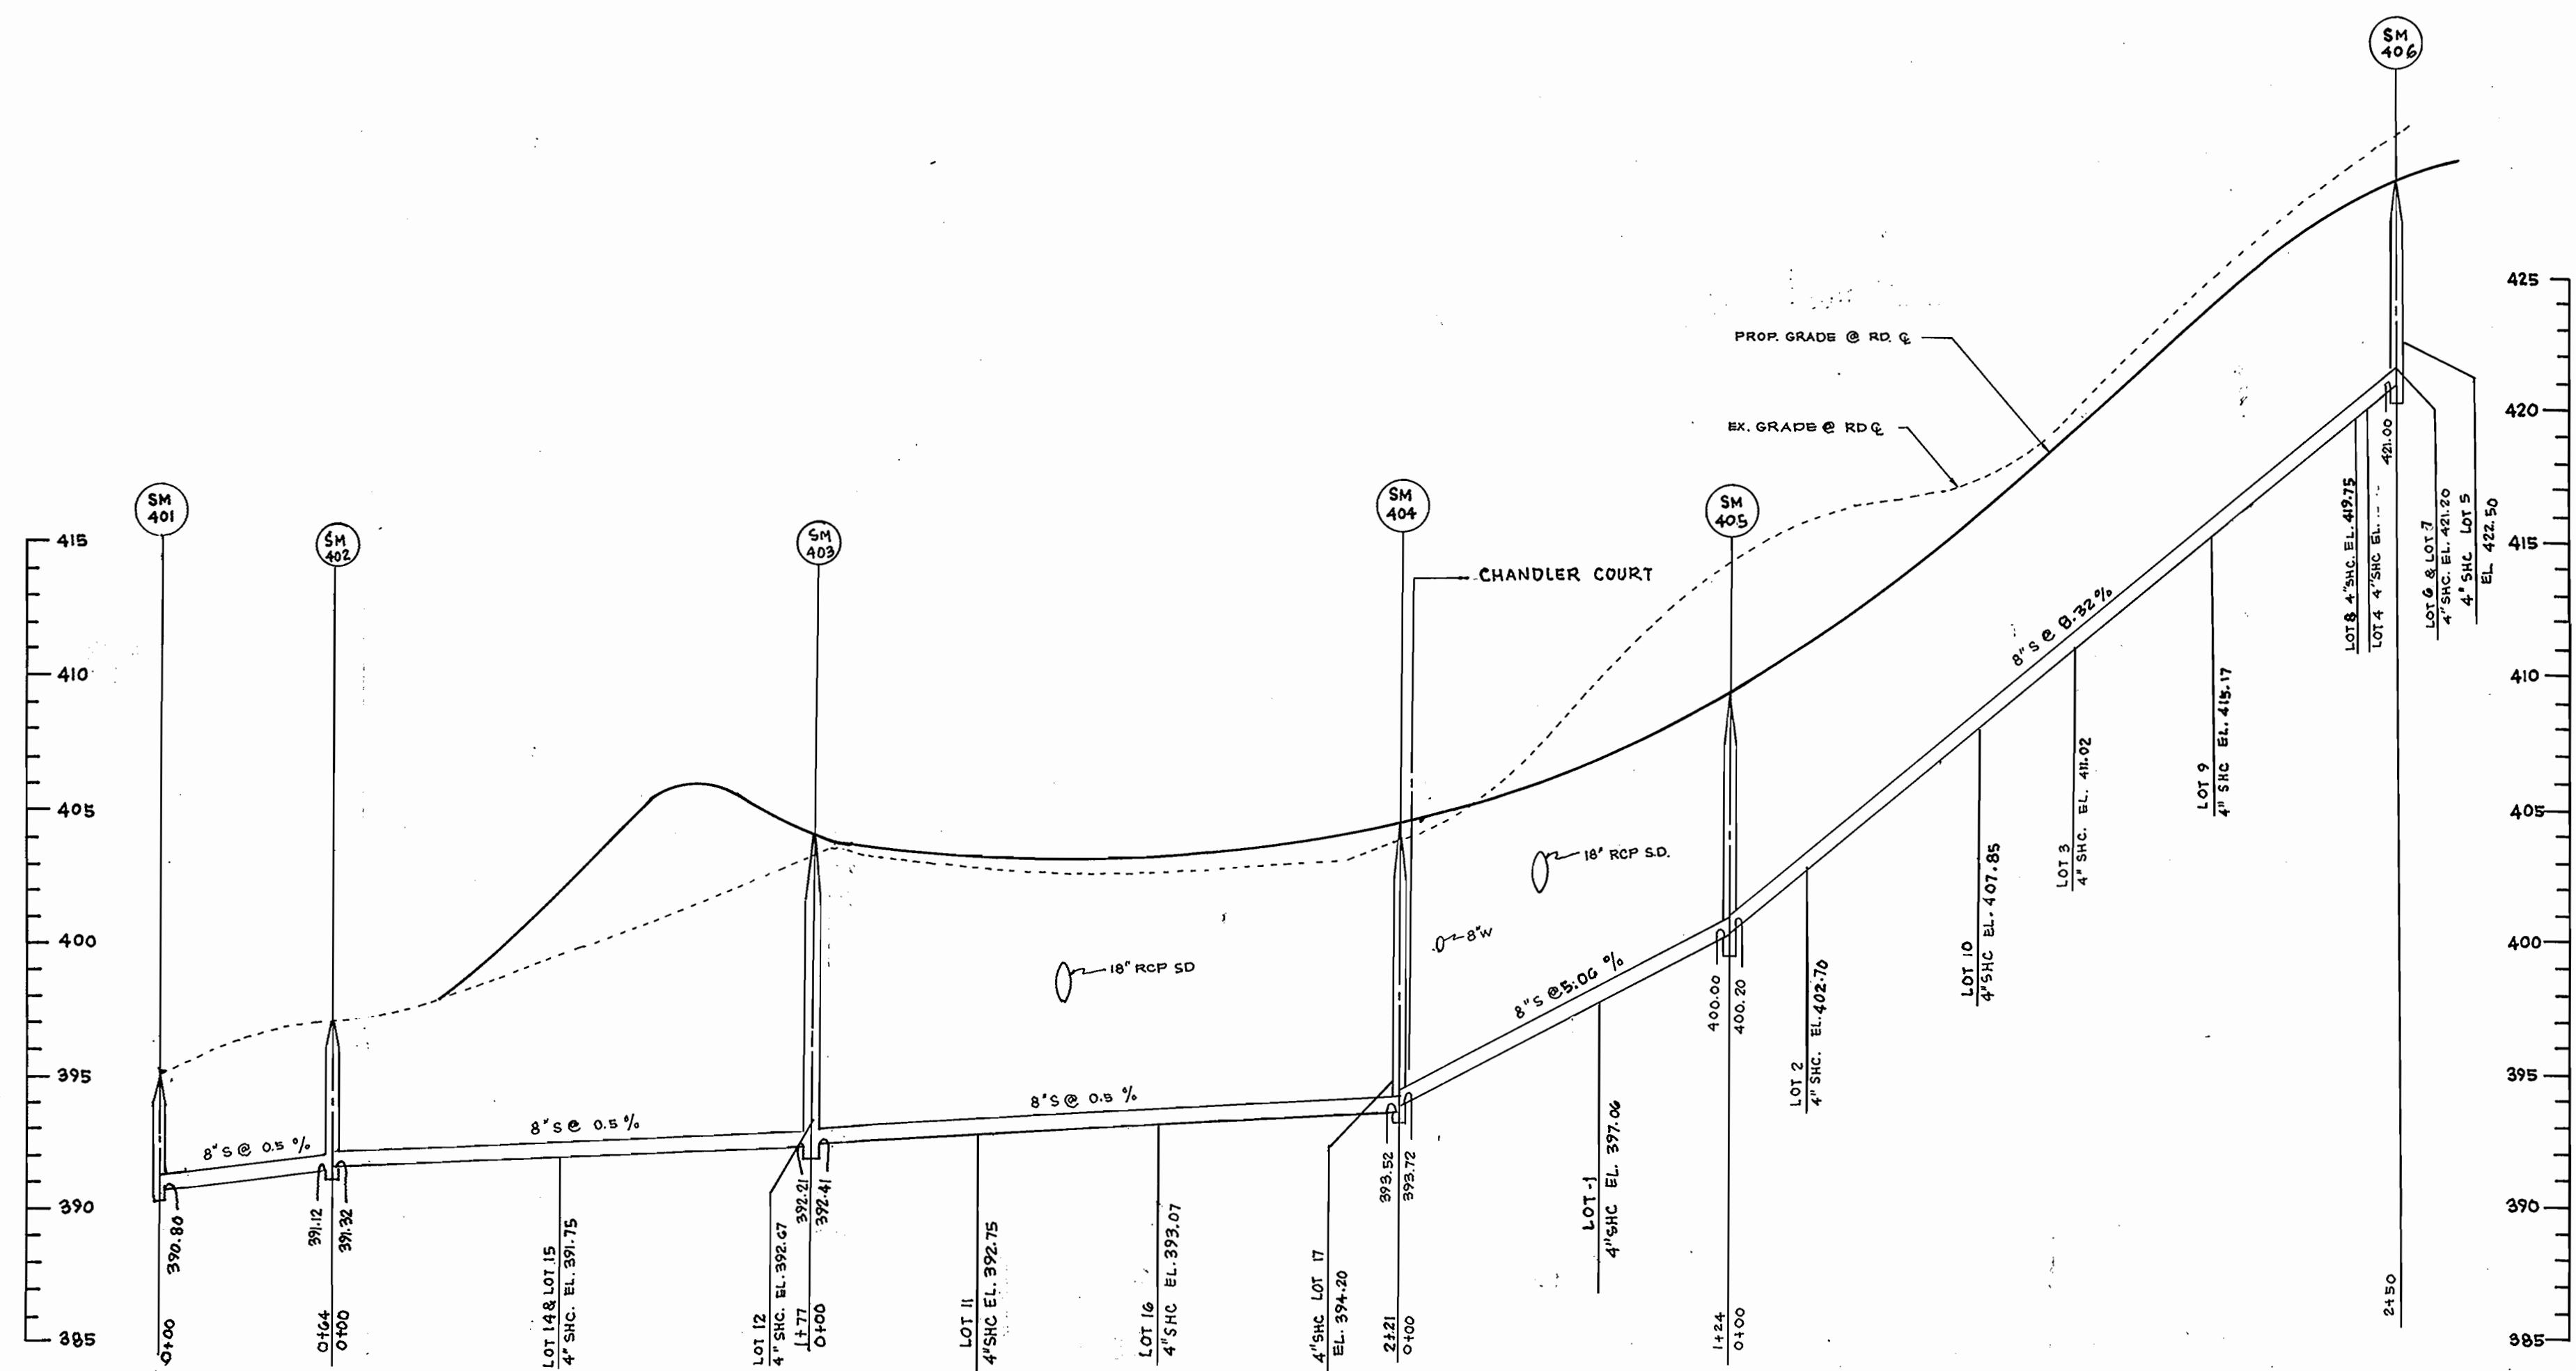 SM
406
425
PROP. GRADE @ RD. ℄
EX. GRADE @ RD ℄
420
421.00
SM
401
SM
402
SM
403
SM
404
SM
405
CHANDLER COURT
415
415
LOT 8 4"SHC. EL. 419.75
LOT 4 4"SHC EL.
LOT 6 & LOT 7
4"SHC. EL. 421.20
4" SHC LOT 5
EL 422.50
8"S @ 8.32%
410
410
LOT 9
4" SHC EL. 415.17
LOT 3
4" SHC. EL. 411.02
405
405
18" RCP S.D.
LOT 10
4"SHC EL. 407.85
8"W
400
400
18" RCP SD
8"S @ 5.06 %
400.00
400.20
LOT 2
4" SHC. EL. 402.70
395
395
8"S @ 0.5 %
8"S @ 0.5 %
8"S @ 0.5 %
LOT-1
4"SHC EL. 397.06
390
390
390.80
391.12
391.32
392.21
392.41
393.52
393.72
LOT 14 & LOT 15
4" SHC. EL. 391.75
LOT 12
4" SHC. EL. 392.67
LOT 11
4"SHC EL. 392.75
LOT 16
4"SHC EL. 393.07
4"SHC LOT 17
EL. 394.20
385
0+00
0+64
0+00
1+77
0+00
2+21
0+00
1+24
0+00
2+50
385